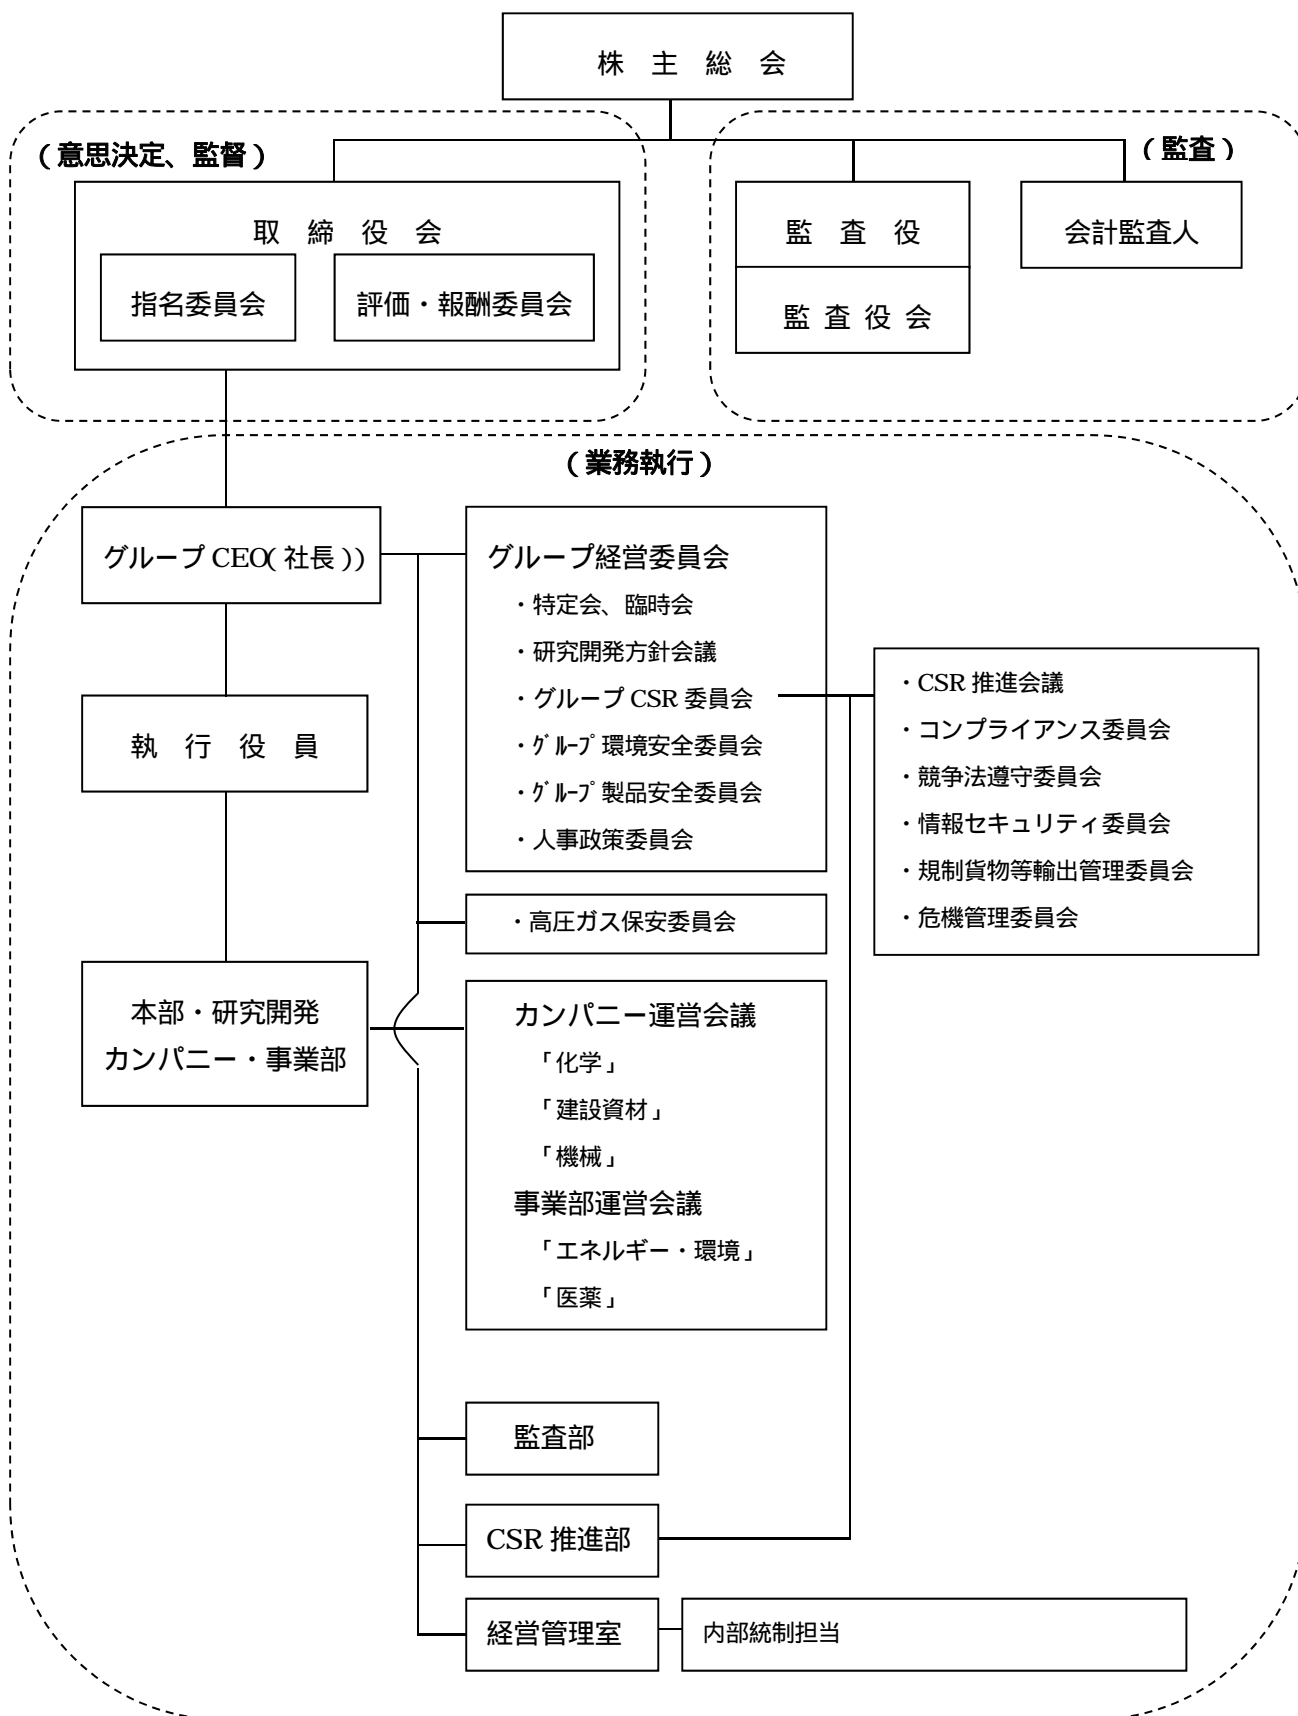 株 主 総 会
（意思決定、監督）
（監査）
取 締 役 会
指名委員会
評価・報酬委員会
監 査 役
監 査 役 会
会計監査人
（業務執行）
グループ CEO（社長））
執 行 役 員
本部・研究開発
カンパニー・事業部
グループ経営委員会
・特定会、臨時会
・研究開発方針会議
・グループ CSR 委員会
・ｸﾞﾙｰﾌﾟ環境安全委員会
・ｸﾞﾙｰﾌﾟ製品安全委員会
・人事政策委員会
・CSR 推進会議
・コンプライアンス委員会
・競争法遵守委員会
・情報セキュリティ委員会
・規制貨物等輸出管理委員会
・危機管理委員会
・高圧ガス保安委員会
カンパニー運営会議
「化学」
「建設資材」
「機械」
事業部運営会議
「エネルギー・環境」
「医薬」
監査部
CSR 推進部
経営管理室
内部統制担当